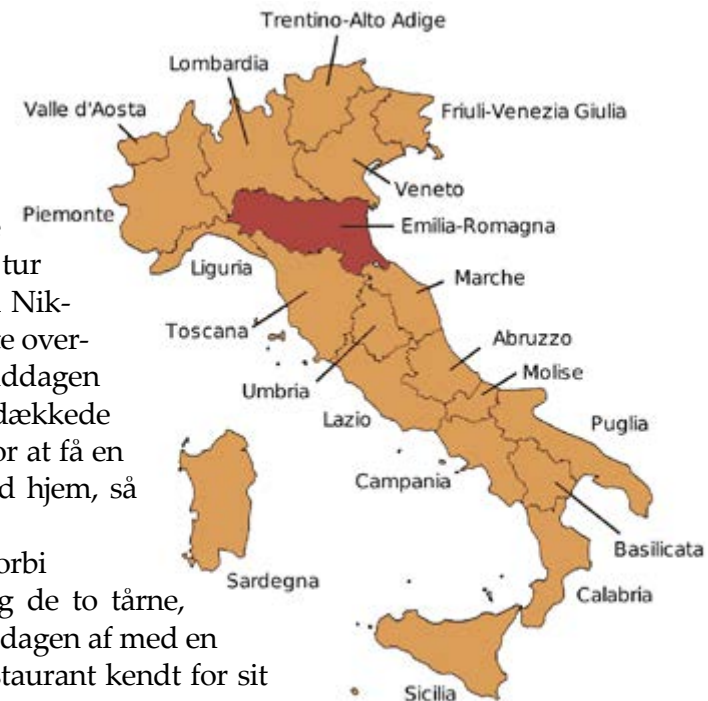 Trentino-Alto Adige
Lombardia
Valle d'Aosta
Friuli-Venezia Giulia
Veneto
Piemonte
Emilia-Romagna
Liguria
Marche
Toscana
Abruzzo
Umbria
Molise
Lazio
Puglia
Campania
Basilicata
Sardegna
Calabria
Sicilia
tur
Nik-
e over-
ddagen
dækkede
or at få en
d hjem, så
orbi
g de to tårne,
dagen af med en
staurant kendt for sit